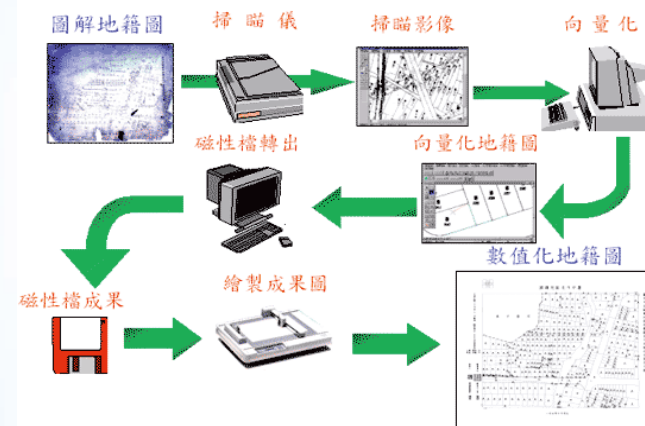 圖解地籍圖
掃瞄儀
掃瞄影像
向量化
磁性檔轉出
向量化地籍圖
數值化地籍圖
磁性檔成果
繪製成果圖